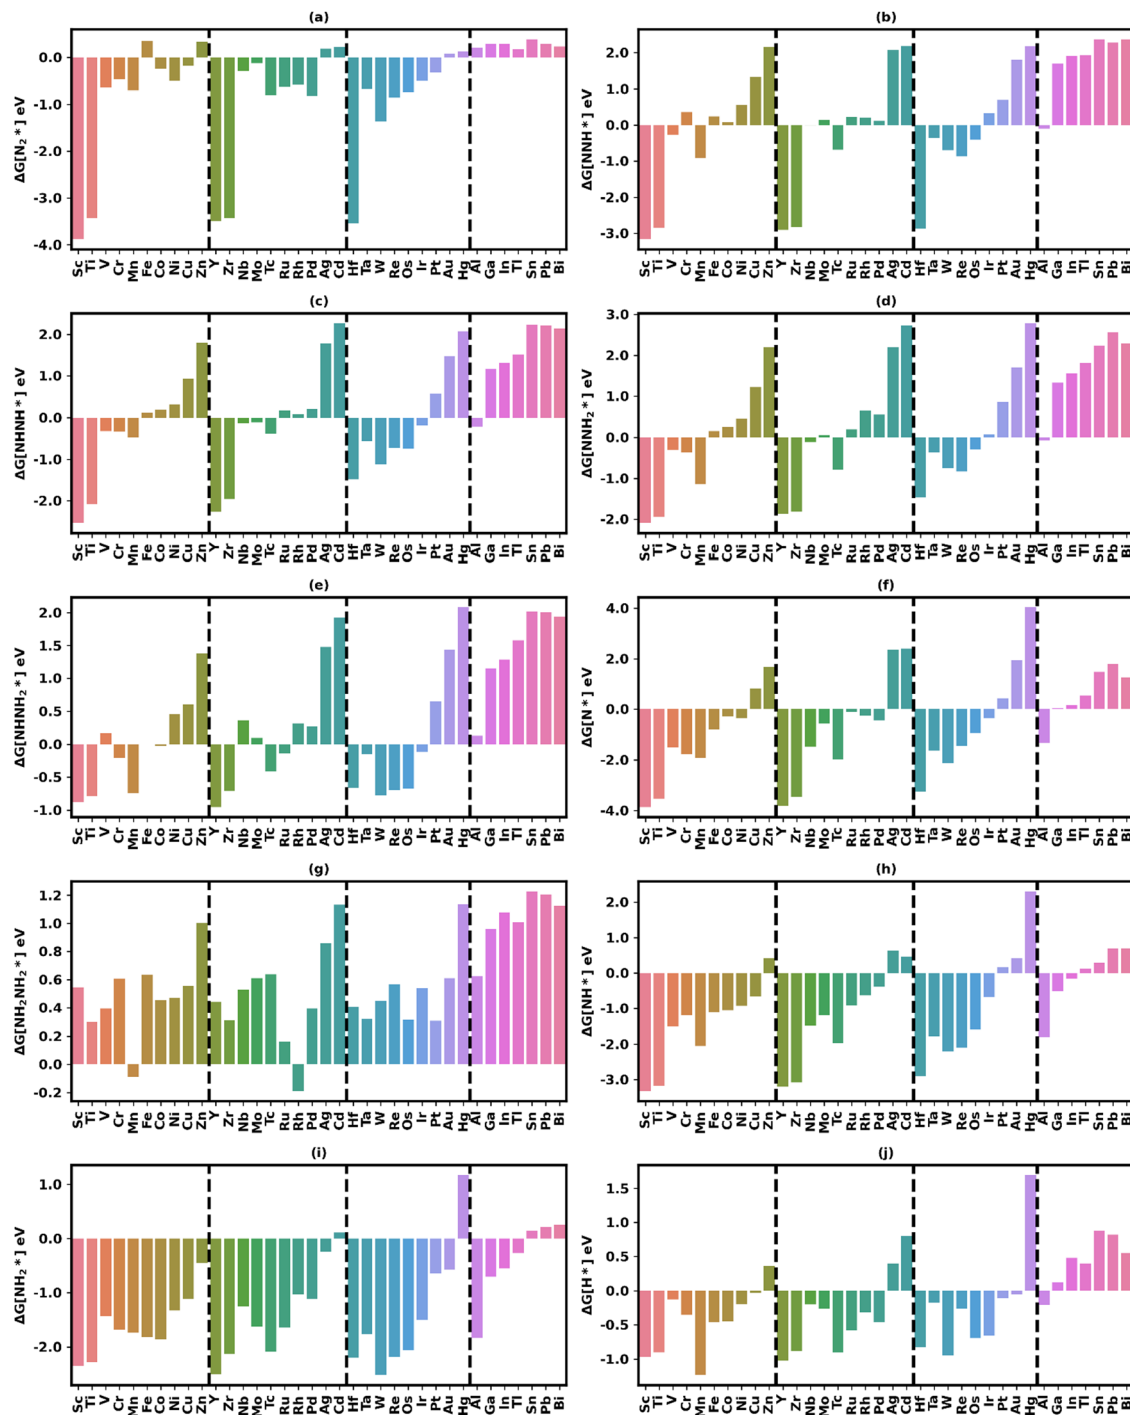 (a)
ΔG[N₂*] eV
0.0
-1.0
-2.0
-3.0
-4.0
Sc Ti V Cr Mn Fe Co Ni Cu Zn Y Zr Nb Mo Tc Ru Rh Pd Ag Cd Hf Ta W Re Os Ir Pt Au Hg Al Ga In Tl Sn Pb Bi
(b)
ΔG[NNH*] eV
2.0
1.0
0.0
-1.0
-2.0
-3.0
Sc Ti V Cr Mn Fe Co Ni Cu Zn Y Zr Nb Mo Tc Ru Rh Pd Ag Cd Hf Ta W Re Os Ir Pt Au Hg Al Ga In Tl Sn Pb Bi
(c)
ΔG[NHNH*] eV
2.0
1.0
0.0
-1.0
-2.0
Sc Ti V Cr Mn Fe Co Ni Cu Zn Y Zr Nb Mo Tc Ru Rh Pd Ag Cd Hf Ta W Re Os Ir Pt Au Hg Al Ga In Tl Sn Pb Bi
(d)
ΔG[NNH₂*] eV
3.0
2.0
1.0
0.0
-1.0
-2.0
Sc Ti V Cr Mn Fe Co Ni Cu Zn Y Zr Nb Mo Tc Ru Rh Pd Ag Cd Hf Ta W Re Os Ir Pt Au Hg Al Ga In Tl Sn Pb Bi
(e)
ΔG[NHNH₂*] eV
2.0
1.5
1.0
0.5
0.0
-0.5
-1.0
Sc Ti V Cr Mn Fe Co Ni Cu Zn Y Zr Nb Mo Tc Ru Rh Pd Ag Cd Hf Ta W Re Os Ir Pt Au Hg Al Ga In Tl Sn Pb Bi
(f)
ΔG[N*] eV
4.0
2.0
0.0
-2.0
-4.0
Sc Ti V Cr Mn Fe Co Ni Cu Zn Y Zr Nb Mo Tc Ru Rh Pd Ag Cd Hf Ta W Re Os Ir Pt Au Hg Al Ga In Tl Sn Pb Bi
(g)
ΔG[NH₂NH₂*] eV
1.2
1.0
0.8
0.6
0.4
0.2
0.0
-0.2
Sc Ti V Cr Mn Fe Co Ni Cu Zn Y Zr Nb Mo Tc Ru Rh Pd Ag Cd Hf Ta W Re Os Ir Pt Au Hg Al Ga In Tl Sn Pb Bi
(h)
ΔG[NH*] eV
2.0
1.0
0.0
-1.0
-2.0
-3.0
Sc Ti V Cr Mn Fe Co Ni Cu Zn Y Zr Nb Mo Tc Ru Rh Pd Ag Cd Hf Ta W Re Os Ir Pt Au Hg Al Ga In Tl Sn Pb Bi
(i)
ΔG[NH₂*] eV
1.0
0.0
-1.0
-2.0
Sc Ti V Cr Mn Fe Co Ni Cu Zn Y Zr Nb Mo Tc Ru Rh Pd Ag Cd Hf Ta W Re Os Ir Pt Au Hg Al Ga In Tl Sn Pb Bi
(j)
ΔG[H*] eV
1.5
1.0
0.5
0.0
-0.5
-1.0
Sc Ti V Cr Mn Fe Co Ni Cu Zn Y Zr Nb Mo Tc Ru Rh Pd Ag Cd Hf Ta W Re Os Ir Pt Au Hg Al Ga In Tl Sn Pb Bi